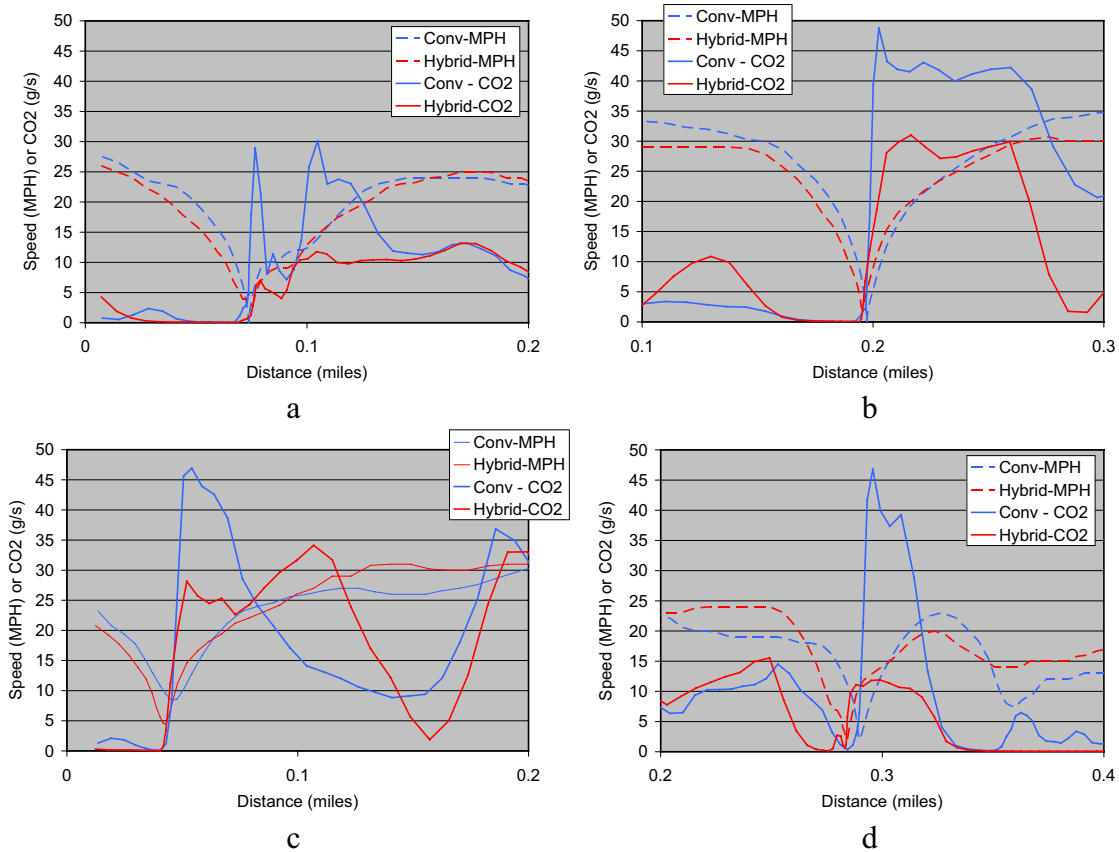 50
45
40
35
30
25
20
15
10
5
0
Speed (MPH) or CO2 (g/s)
Conv-MPH
Hybrid-MPH
Conv - CO2
Hybrid-CO2
0
0.1
0.2
Distance (miles)
a
50
45
40
35
30
25
20
15
10
5
0
Speed (MPH) or CO2 (g/s)
Conv-MPH
Hybrid-MPH
Conv - CO2
Hybrid-CO2
0.1
0.2
0.3
Distance (miles)
b
50
45
40
35
30
25
20
15
10
5
0
Speed (MPH) or CO2 (g/s)
Conv-MPH
Hybrid-MPH
Conv - CO2
Hybrid-CO2
0
0.1
0.2
Distance (miles)
c
50
45
40
35
30
25
20
15
10
5
0
Speed (MPH) or CO2 (g/s)
Conv-MPH
Hybrid-MPH
Conv - CO2
Hybrid-CO2
0.2
0.3
0.4
Distance (miles)
d